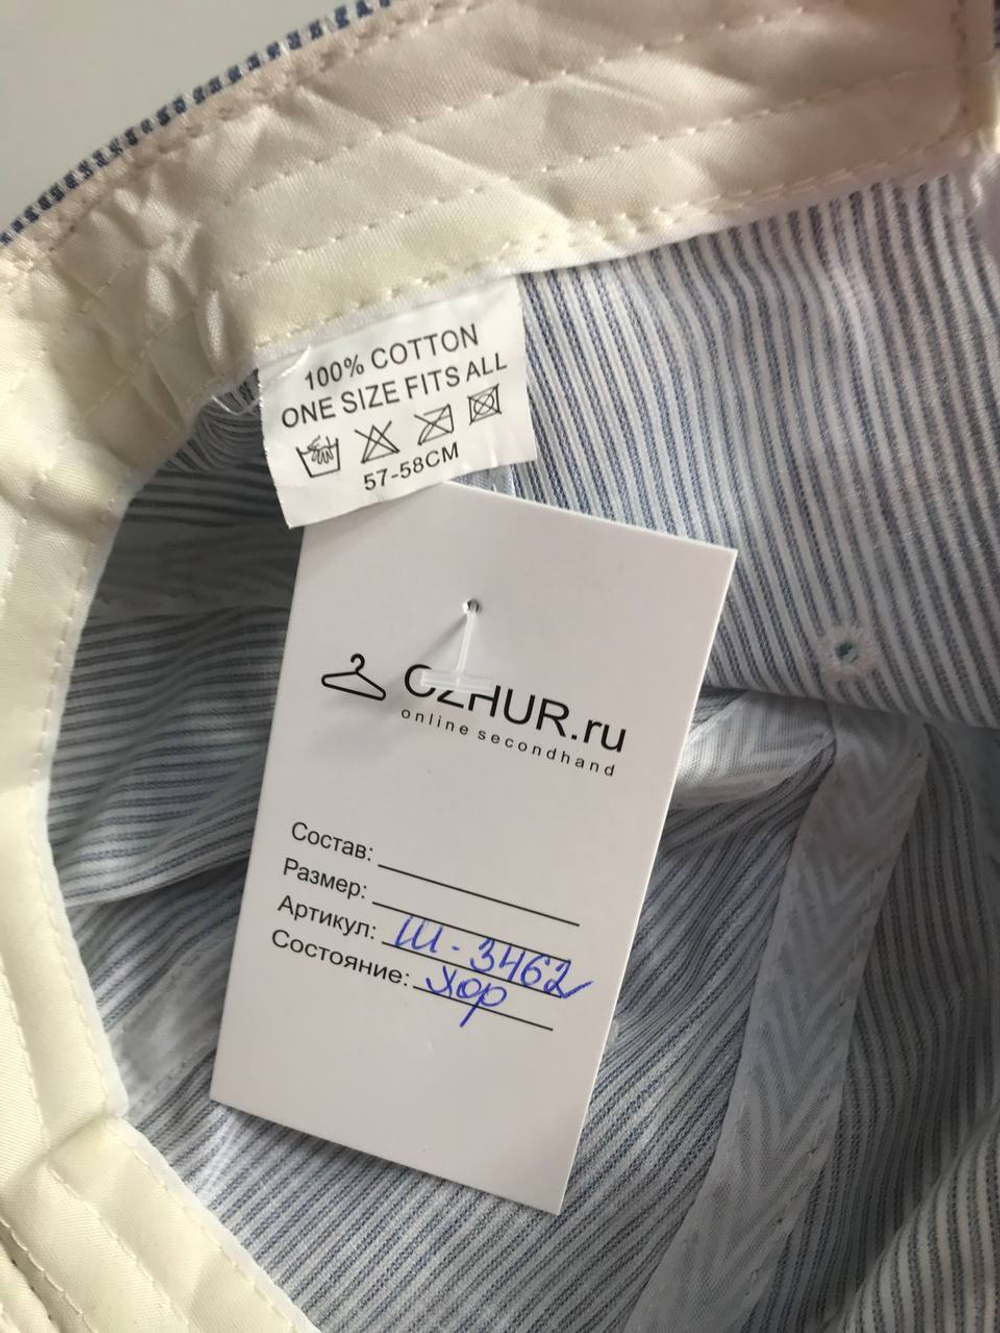 100% COTTON
ONE SIZE FITS ALL
57-58CM
OZHUR.ru
online secondhand
Состав:
Размер:
Артикул: Ш-3462
Состояние: хор